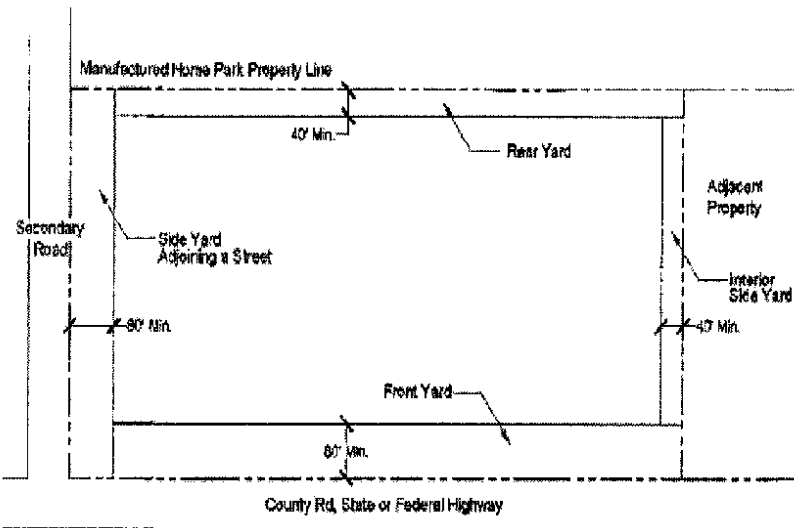 Manufactured Home Park Property Line
40' Min.
Rear Yard
Adjacent
Property
Secondary
Road
Side Yard
Adjoining a Street
Interior
Side Yard
80' Min.
40' Min.
Front Yard
80' Min.
County Rd, State or Federal Highway